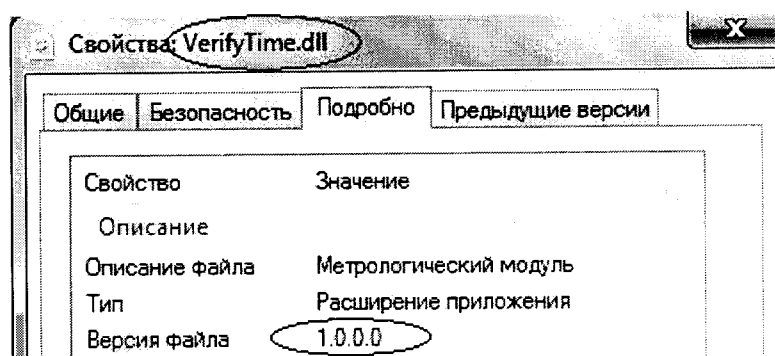 Свойства: VerifyTime.dll
X
Общие Безопасность Подробно Предыдущие версии
Свойство Значение
Описание
Описание файла Метрологический модуль
Тип Расширение приложения
Версия файла 1.0.0.0